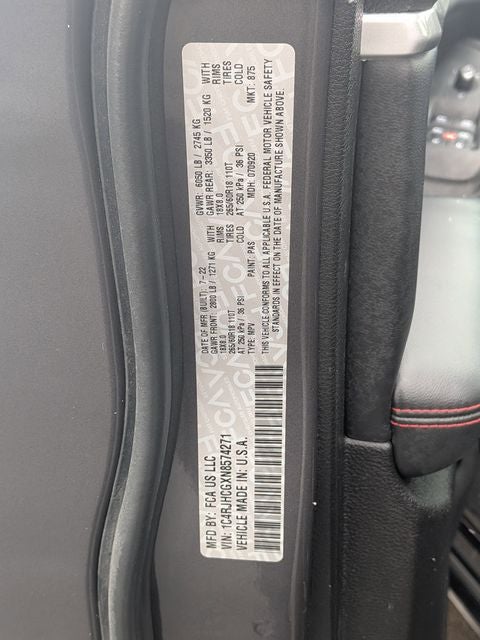 MFD BY: FCA US LLC
DATE OF MFR (BUILT): 7-22
GVWR: 6050 LB / 2745 KG
GAWR FRONT: 2800 LB / 1271 KG WITH
GAWR REAR: 3350 LB / 1520 KG WITH
18X8.0 RIMS
18X8.0 RIMS
265/60R18 110T TIRES
265/60R18 110T TIRES
AT 250 kPa / 36 PSI COLD
AT 250 kPa / 36 PSI COLD
VIN: 1C4RJHCGXN8574271
TYPE: MPV
PAINT: PAS
MDH: 070920
MKT: 875
VEHICLE MADE IN: U.S.A.
THIS VEHICLE CONFORMS TO ALL APPLICABLE U.S.A. FEDERAL MOTOR VEHICLE SAFETY
STANDARDS IN EFFECT ON THE DATE OF MANUFACTURE SHOWN ABOVE.